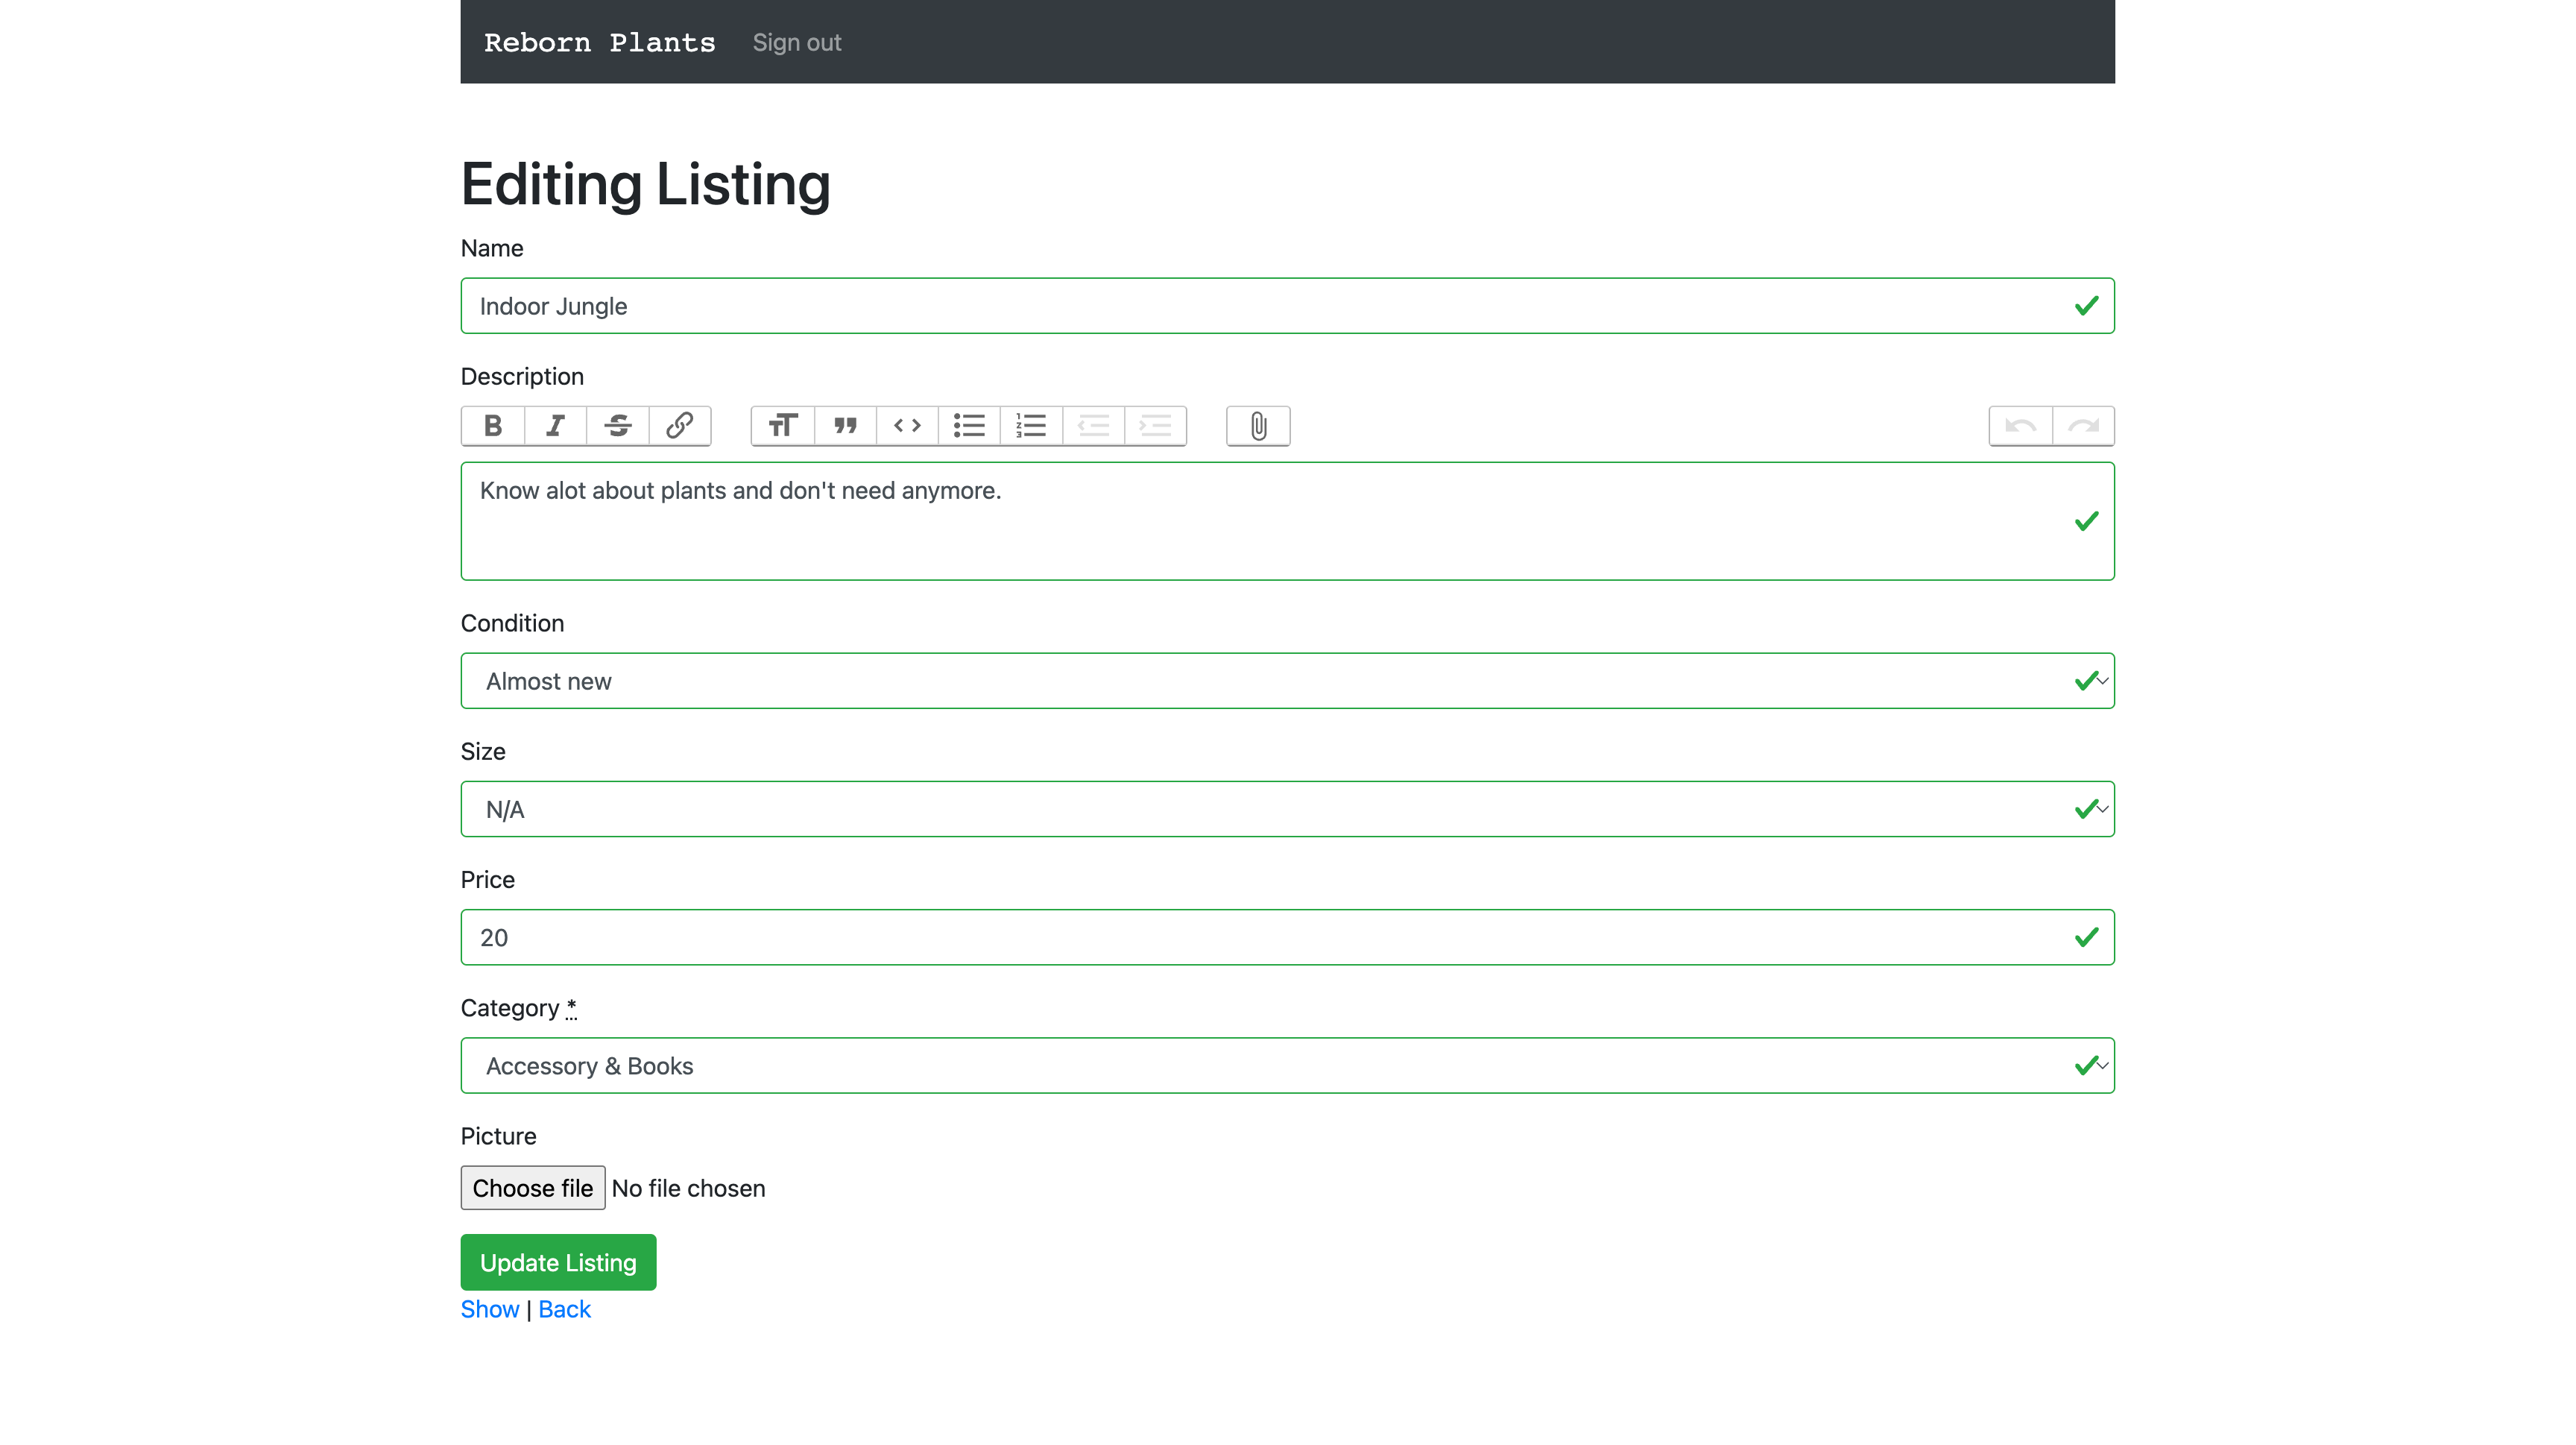 Reborn Plants Sign out
Editing Listing
Name
Indoor Jungle
Description
Know alot about plants and don't need anymore.
Condition
Almost new
Size
N/A
Price
20
Category *
Accessory & Books
Picture
Choose file No file chosen
Update Listing
Show | Back